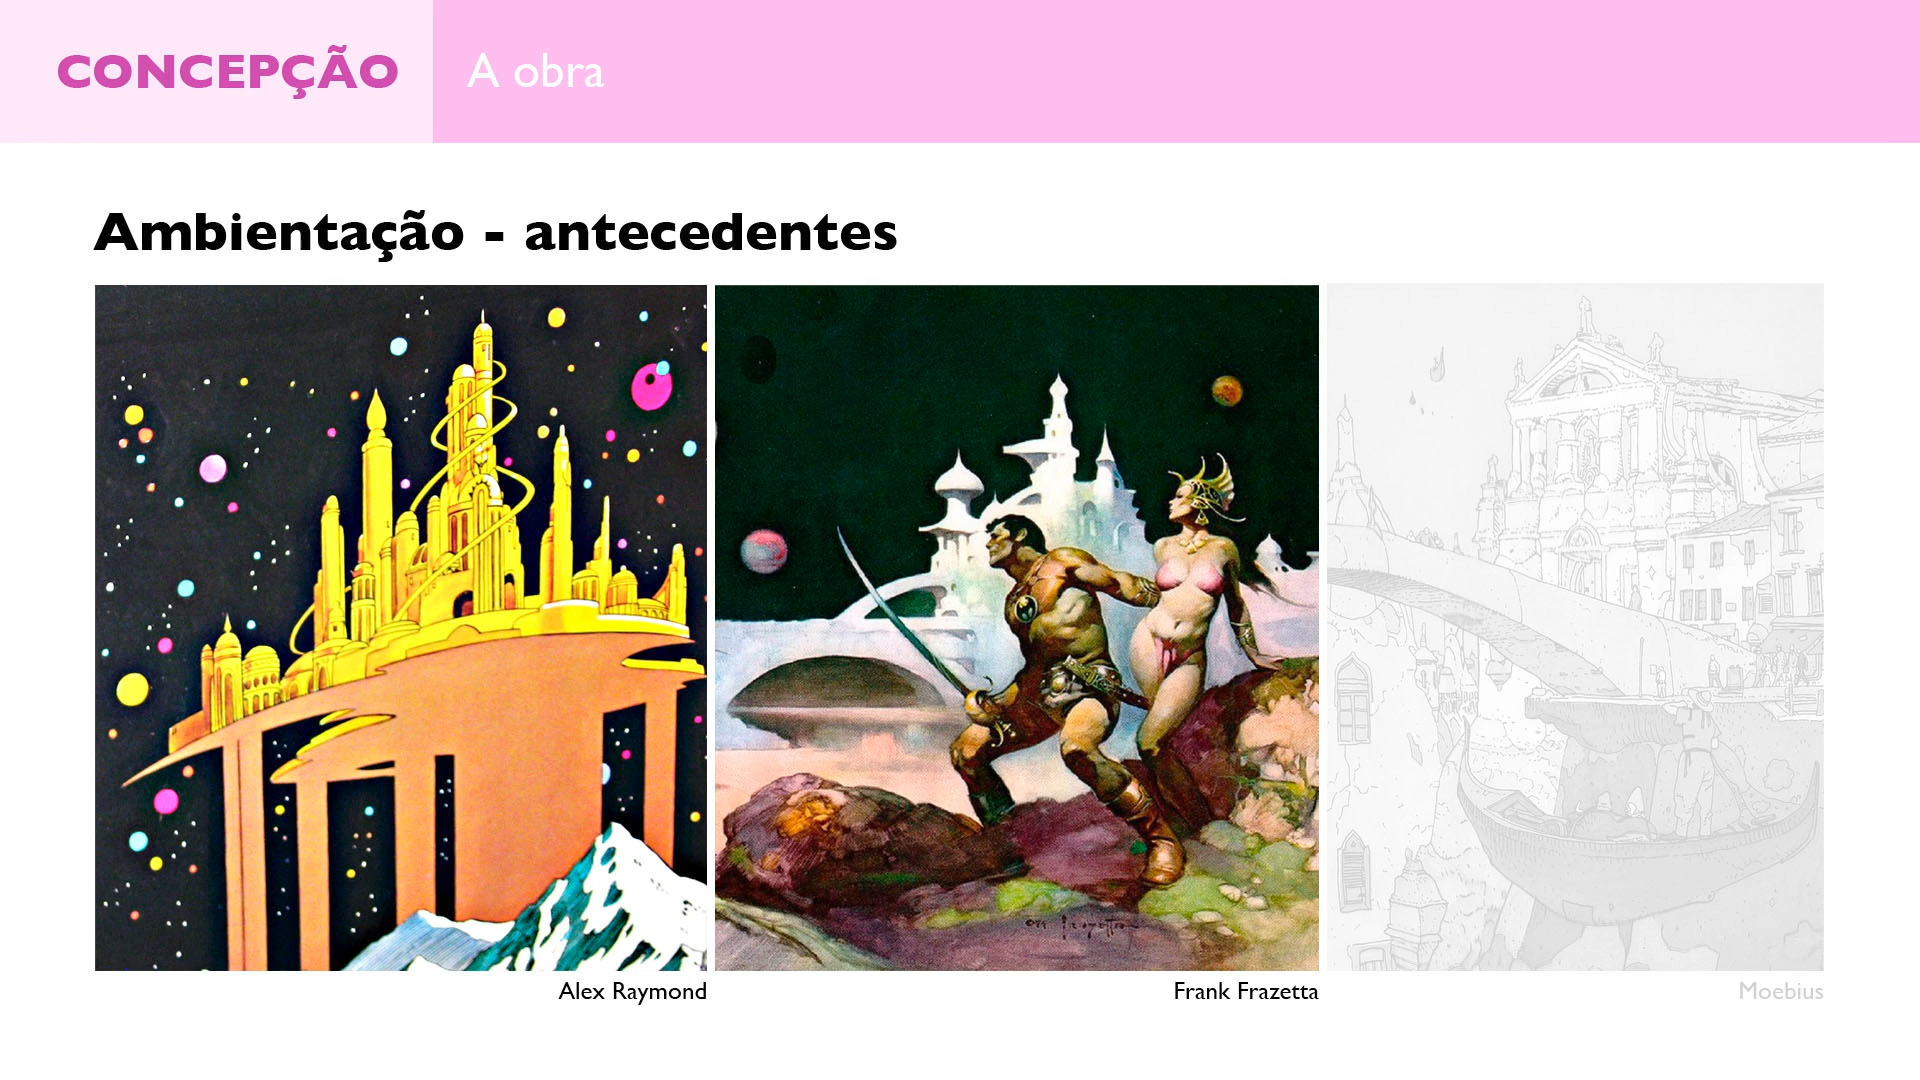 CONCEPÇÃO
A obra
Ambientação - antecedentes
Alex Raymond
Frank Frazetta
Moebius